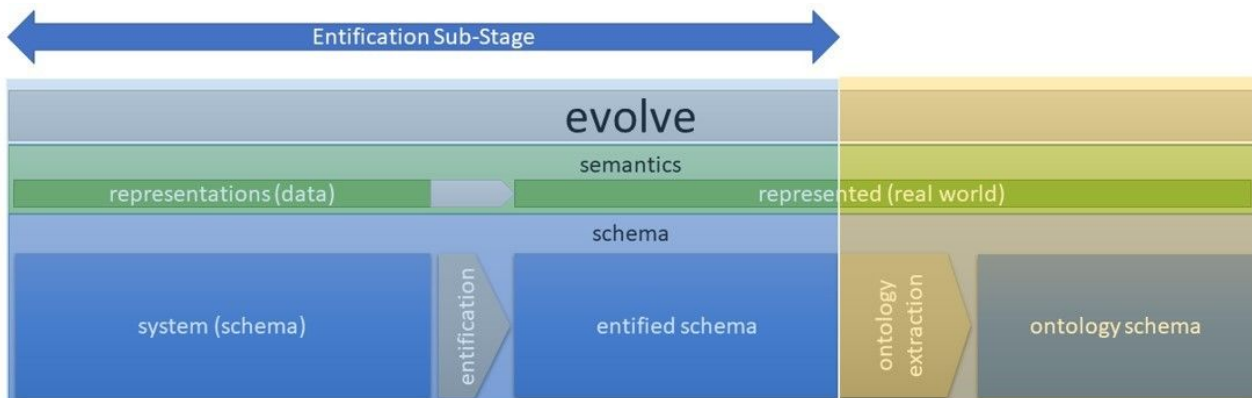 Entification Sub-Stage
evolve
semantics
representations (data)
represented (real world)
schema
system (schema)
entification
entified schema
ontology
extraction
ontology schema